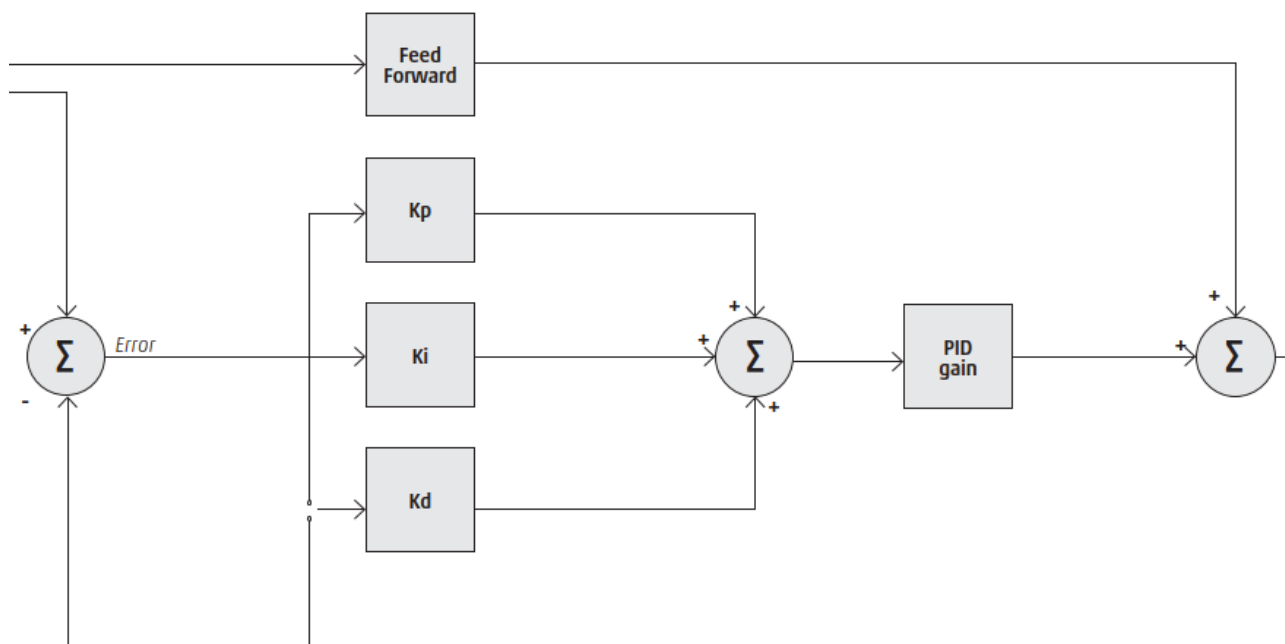 Feed
Forward
Kp
+
+
+
Error
Σ
Ki
+
Σ
PID
gain
+
Σ
-
+
Kd